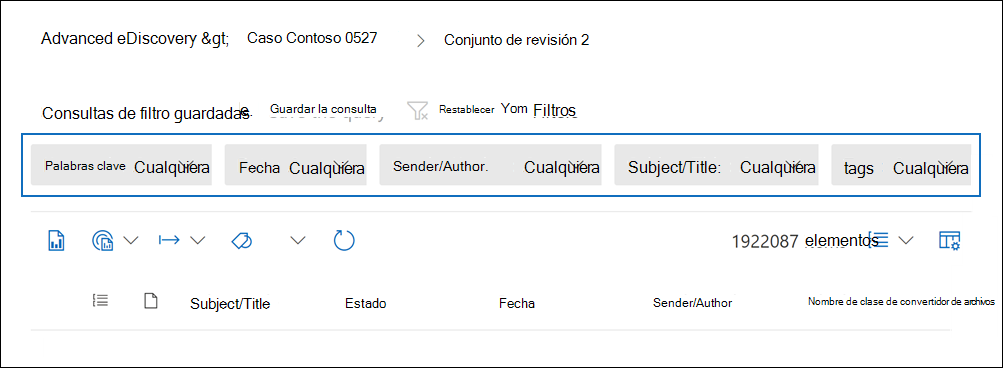 Advanced eDiscovery &gt; Caso Contoso 0527 > Conjunto de revisión 2
Consultas de filtro guardadas Guardar la consulta Restablecer Yom Filtros
Palabras clave Cualquiera Fecha Cualquiera Sender/Author. Cualquiera Subject/Title: Cualquiera tags Cualquiera
1922087 elementos
Subject/Title Estado Fecha Sender/Author Nombre de clase de convertidor de archivos